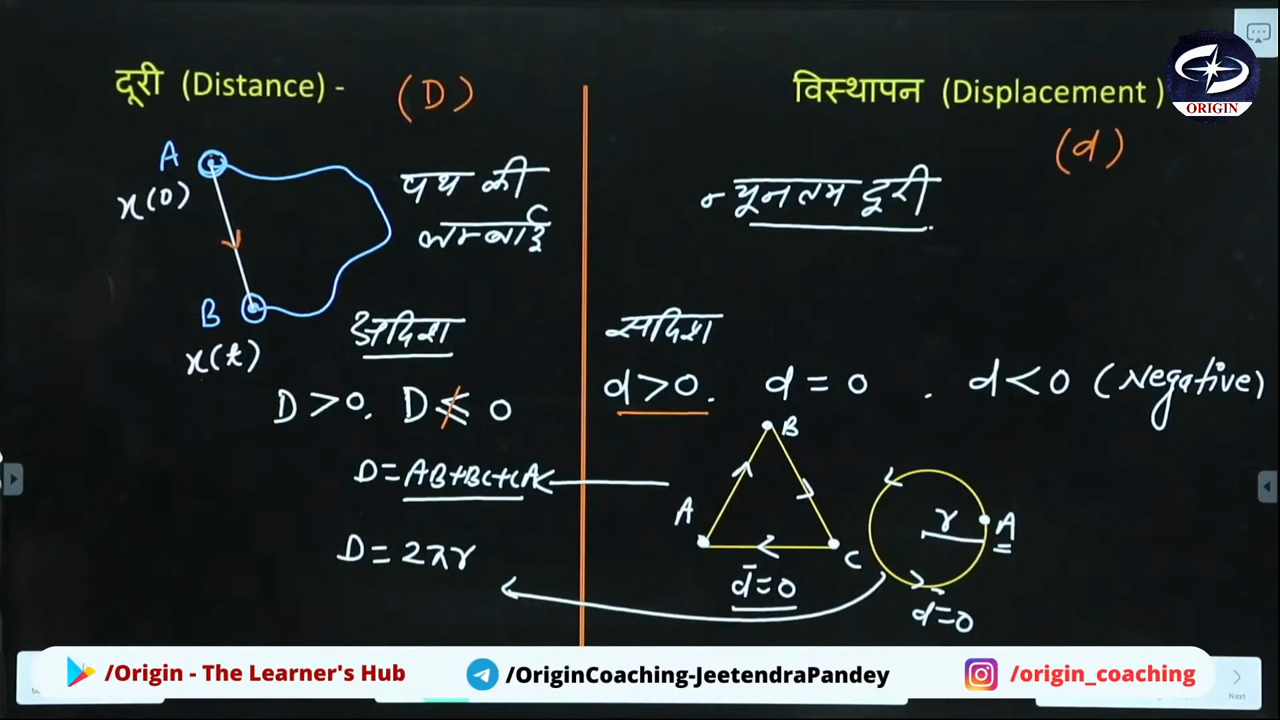 ORIGIN
दूरी (Distance) - (D)
A
x(0)
पथ की
लम्बाई
B
x(t)
अदिश
D > 0. D ≮ 0
D = AB+BC+CA
D = 2πr
विस्थापन (Displacement )
(d)
न्यूनतम दूरी
सदिश
d > 0. d = 0 . d < 0 (Negative)
B
A
C
d̄ = 0
r
A
d̄ = 0
/Origin - The Learner's Hub
/OriginCoaching-JeetendraPandey
/origin_coaching
Next